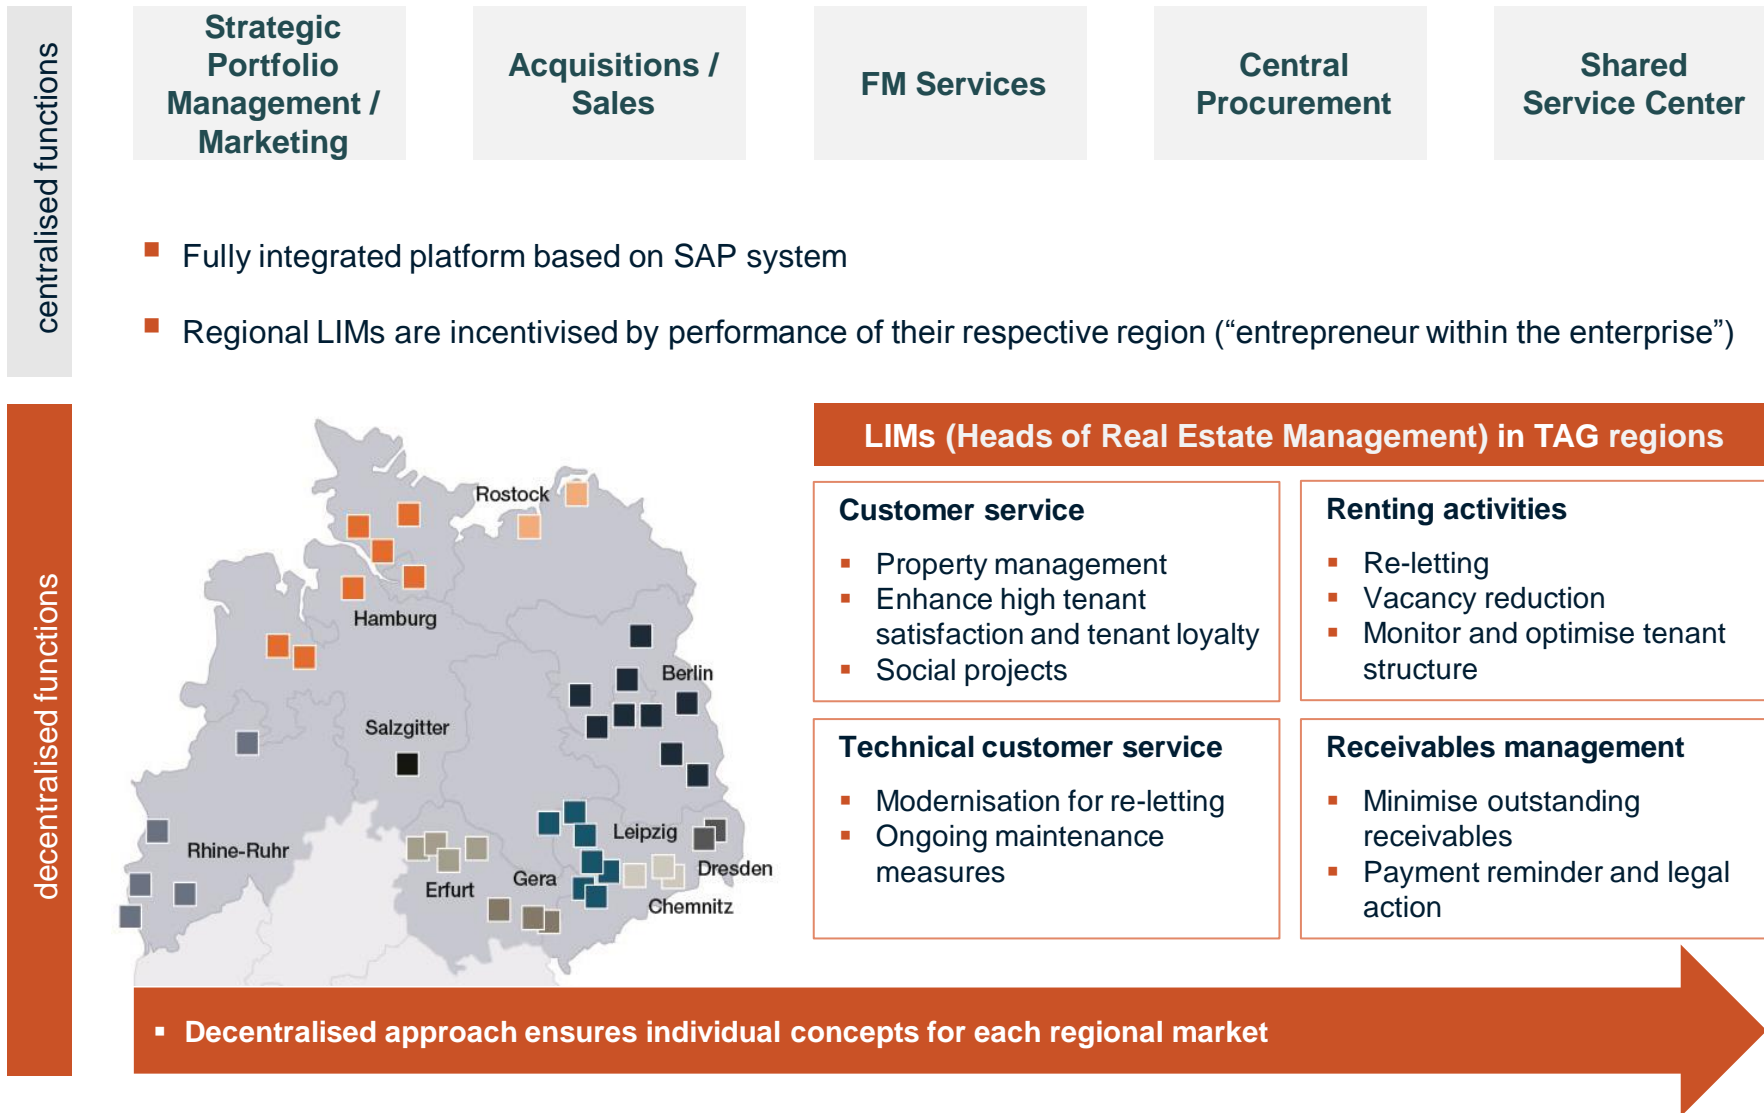 centralised functions
Strategic
Portfolio
Management /
Marketing
Acquisitions /
Sales
FM Services
Central
Procurement
Shared
Service Center
Fully integrated platform based on SAP system
Regional LIMs are incentivised by performance of their respective region (“entrepreneur within the enterprise”)
decentralised functions
Rostock
Hamburg
Berlin
Salzgitter
Rhine-Ruhr
Leipzig
Dresden
Erfurt
Gera
Chemnitz
LIMs (Heads of Real Estate Management) in TAG regions
Customer service
Property management
Enhance high tenant
satisfaction and tenant loyalty
Social projects
Renting activities
Re-letting
Vacancy reduction
Monitor and optimise tenant
structure
Technical customer service
Modernisation for re-letting
Ongoing maintenance
measures
Receivables management
Minimise outstanding
receivables
Payment reminder and legal
action
Decentralised approach ensures individual concepts for each regional market